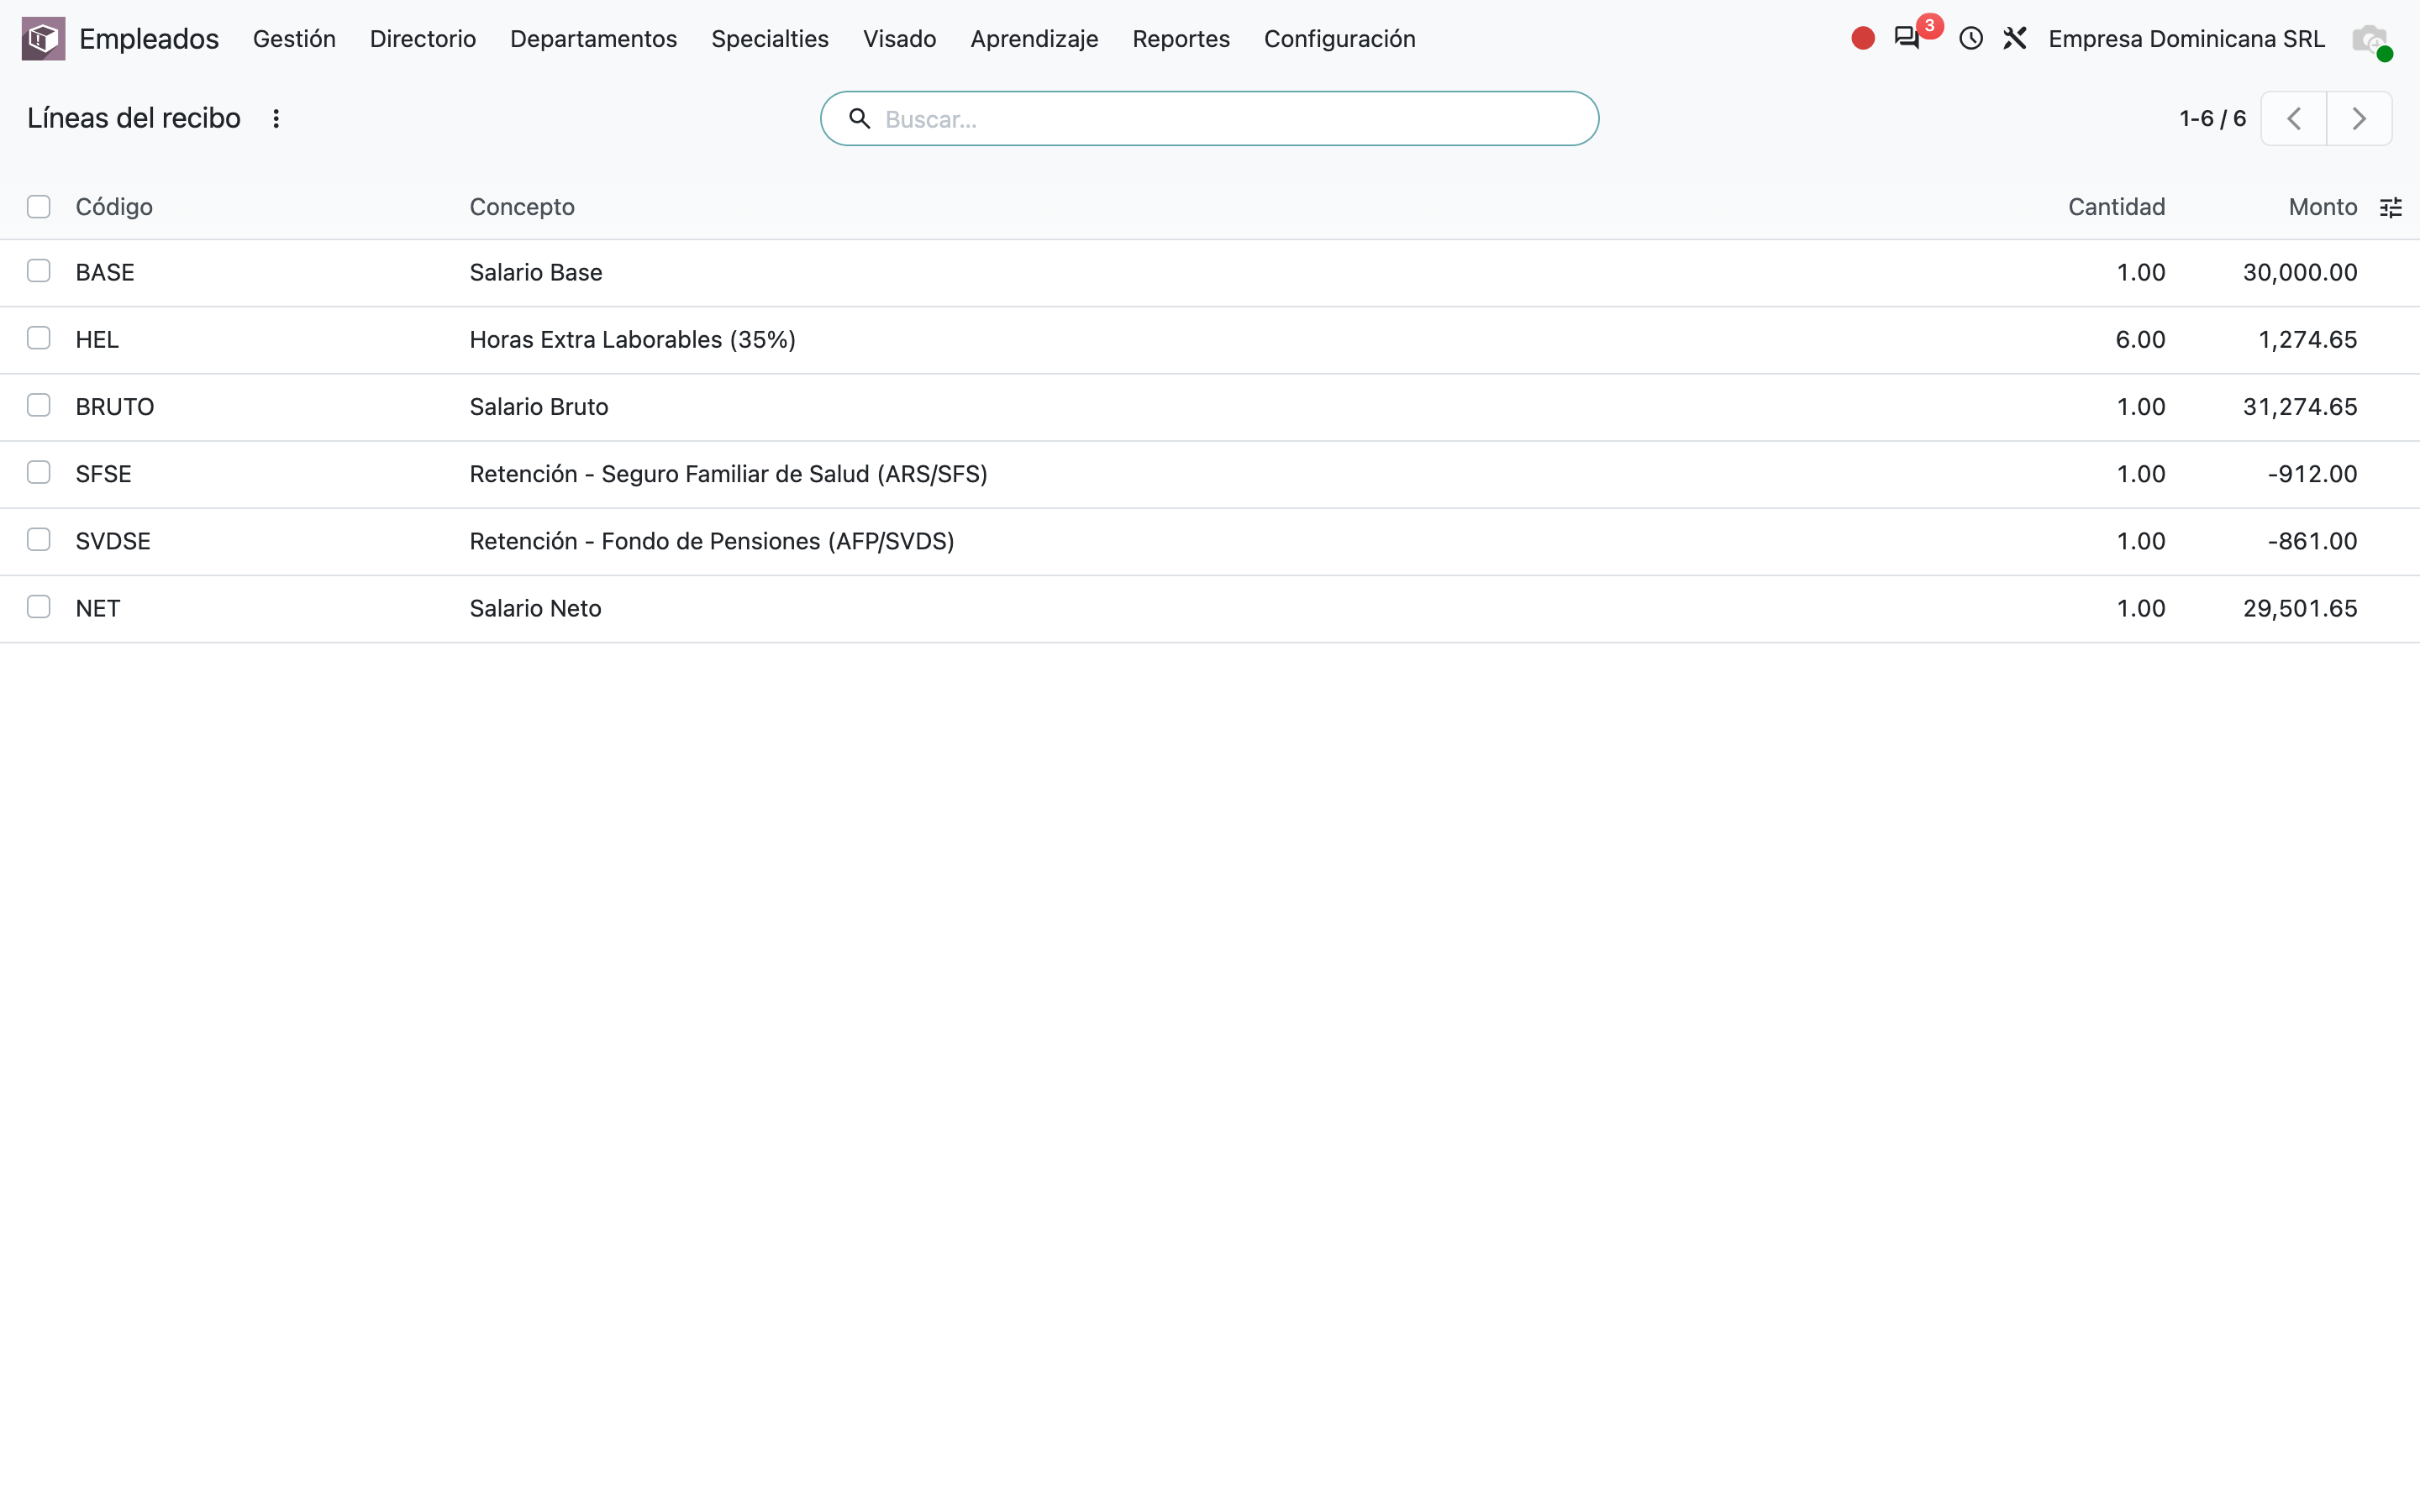 Empleados Gestión Directorio Departamentos Specialties Visado Aprendizaje Reportes Configuración 3 Empresa Dominicana SRL
Líneas del recibo Buscar... 1-6 / 6
Código Concepto Cantidad Monto
BASE Salario Base 1.00 30,000.00
HEL Horas Extra Laborables (35%) 6.00 1,274.65
BRUTO Salario Bruto 1.00 31,274.65
SFSE Retención - Seguro Familiar de Salud (ARS/SFS) 1.00 -912.00
SVDSE Retención - Fondo de Pensiones (AFP/SVDS) 1.00 -861.00
NET Salario Neto 1.00 29,501.65